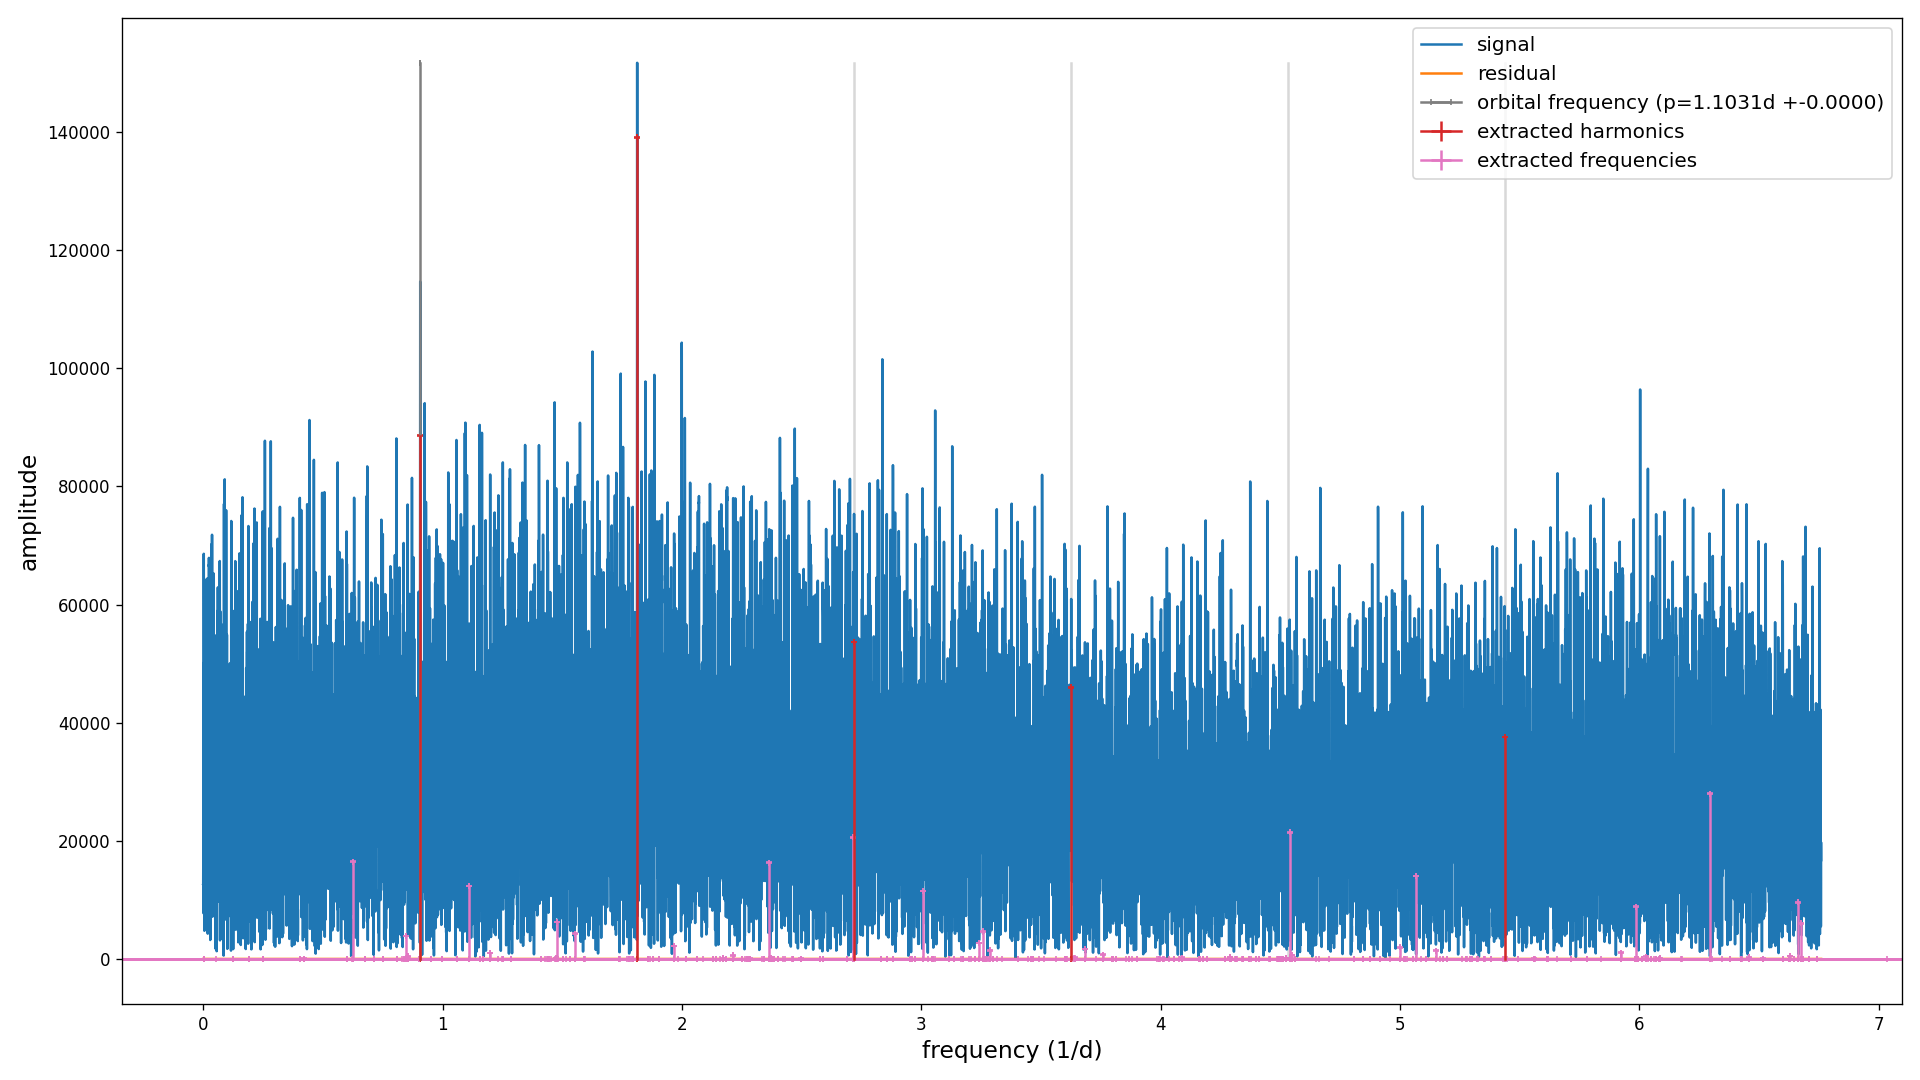 signal
residual
orbital frequency (p=1.1031d +-0.0000)
extracted harmonics
extracted frequencies
amplitude
140000
120000
100000
80000
60000
40000
20000
0
0 1 2 3 4 5 6 7
frequency (1/d)